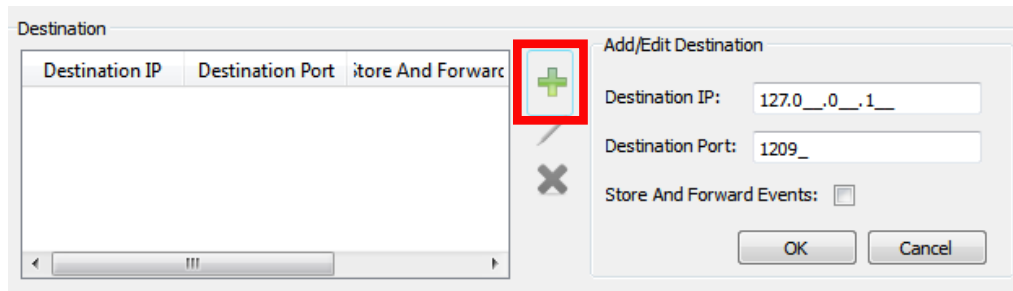 Destination
Destination IP Destination Port Store And Forward
Add/Edit Destination
Destination IP: 127.0__.0__.1__
Destination Port: 1209_
Store And Forward Events:
OK Cancel